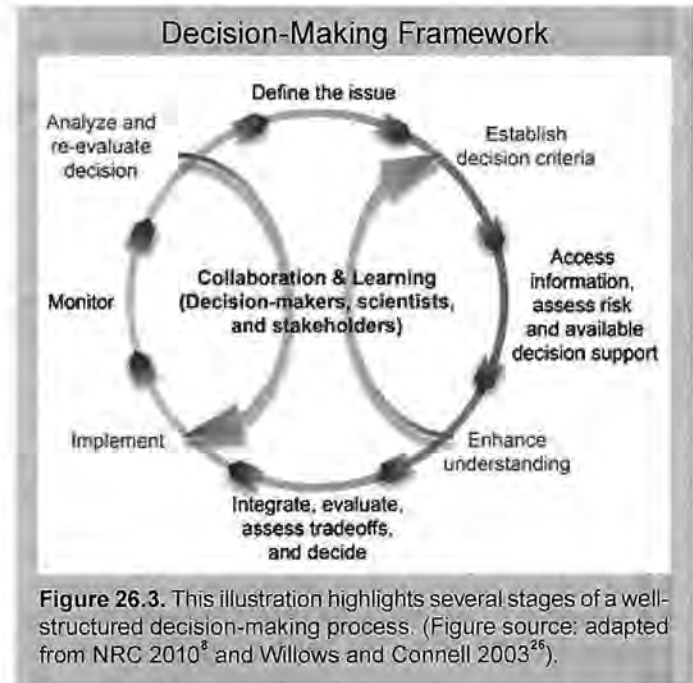 Decision-Making Framework
Define the issue
Establish
decision criteria
Access
information,
assess risk
and available
decision support
Enhance
understanding
Integrate, evaluate,
assess tradeoffs,
and decide
Implement
Monitor
Analyze and
re-evaluate
decision
Collaboration & Learning
(Decision-makers, scientists,
and stakeholders)
Figure 26.3. This illustration highlights several stages of a well-
structured decision-making process. (Figure source: adapted
from NRC 2010⁸ and Willows and Connell 2003²⁶).